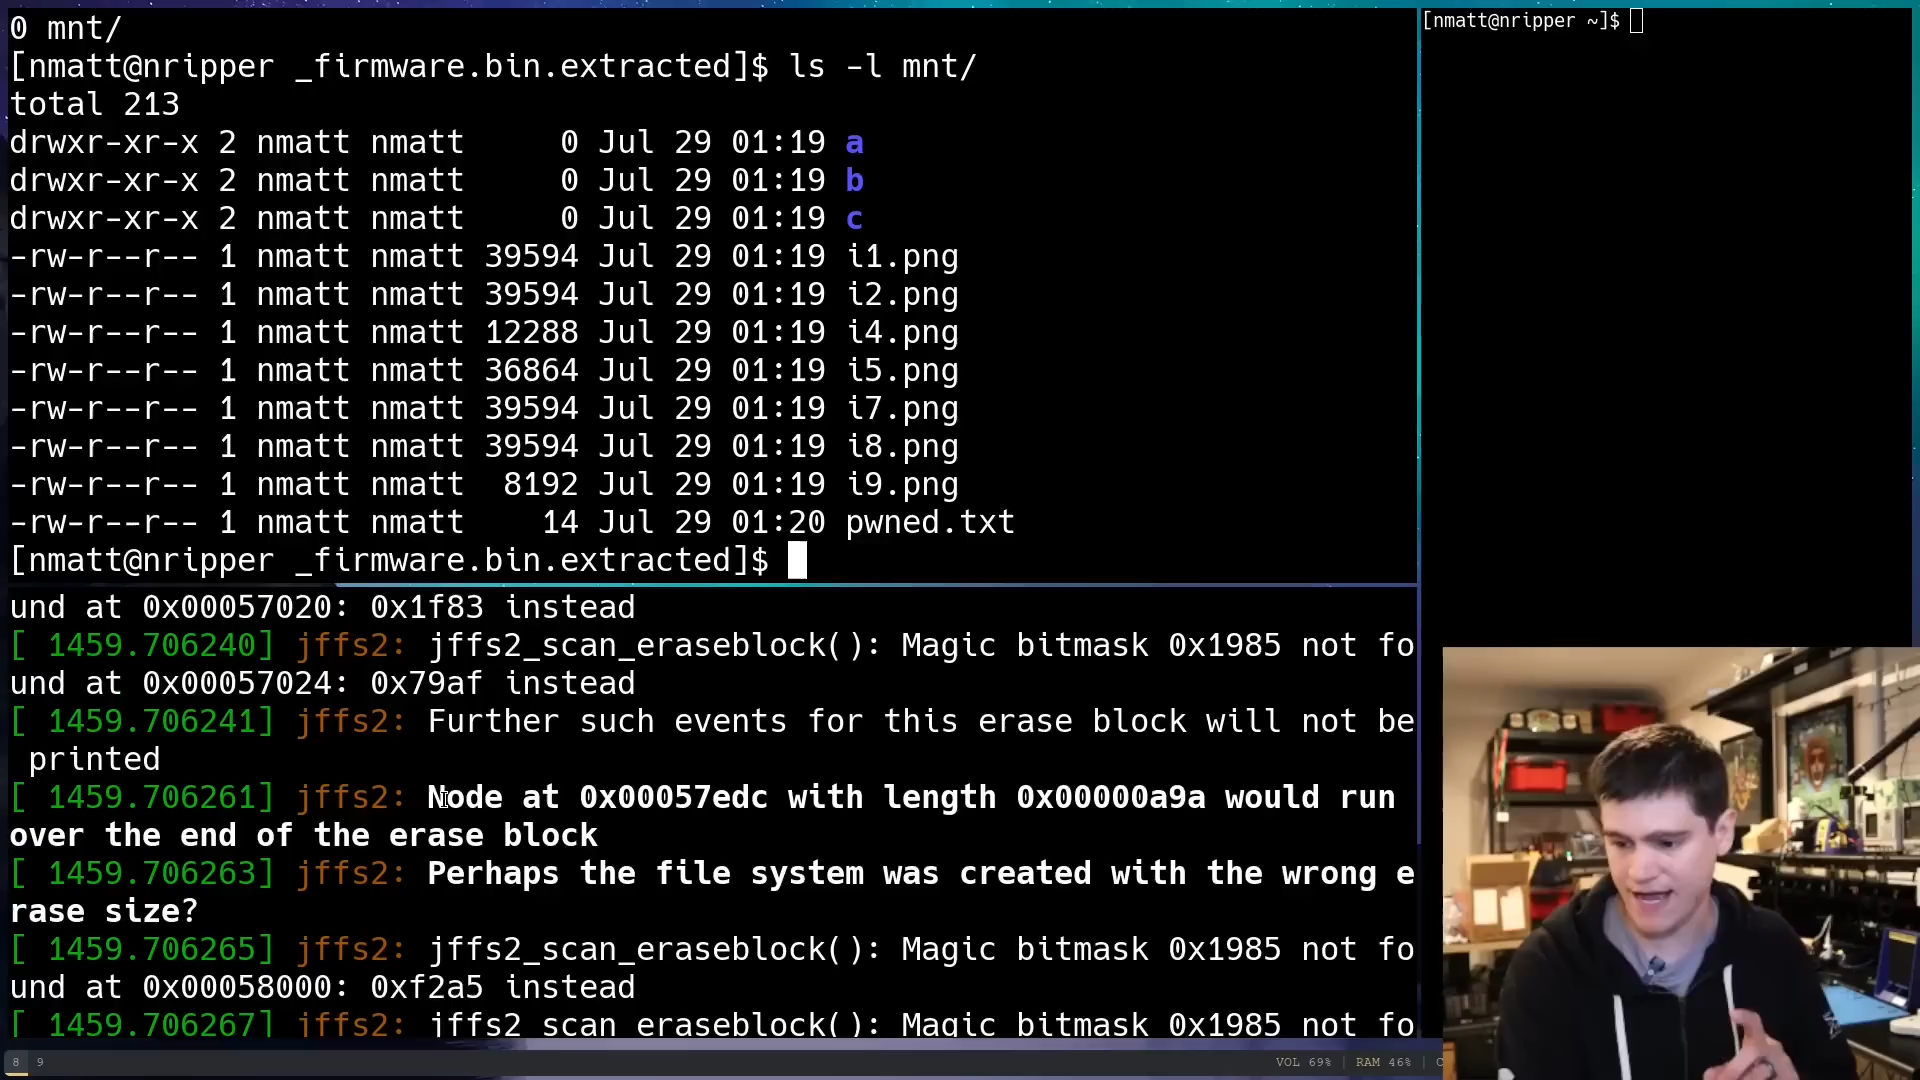 0 mnt/
[nmatt@nripper _firmware.bin.extracted]$ ls -l mnt/
total 213
drwxr-xr-x 2 nmatt nmatt     0 Jul 29 01:19 a
drwxr-xr-x 2 nmatt nmatt     0 Jul 29 01:19 b
drwxr-xr-x 2 nmatt nmatt     0 Jul 29 01:19 c
-rw-r--r-- 1 nmatt nmatt 39594 Jul 29 01:19 i1.png
-rw-r--r-- 1 nmatt nmatt 39594 Jul 29 01:19 i2.png
-rw-r--r-- 1 nmatt nmatt 12288 Jul 29 01:19 i4.png
-rw-r--r-- 1 nmatt nmatt 36864 Jul 29 01:19 i5.png
-rw-r--r-- 1 nmatt nmatt 39594 Jul 29 01:19 i7.png
-rw-r--r-- 1 nmatt nmatt 39594 Jul 29 01:19 i8.png
-rw-r--r-- 1 nmatt nmatt  8192 Jul 29 01:19 i9.png
-rw-r--r-- 1 nmatt nmatt    14 Jul 29 01:20 pwned.txt
[nmatt@nripper _firmware.bin.extracted]$
und at 0x00057020: 0x1f83 instead
[ 1459.706240] jffs2: jffs2_scan_eraseblock(): Magic bitmask 0x1985 not fo
und at 0x00057024: 0x79af instead
[ 1459.706241] jffs2: Further such events for this erase block will not be
 printed
[ 1459.706261] jffs2: Node at 0x00057edc with length 0x00000a9a would run
over the end of the erase block
[ 1459.706263] jffs2: Perhaps the file system was created with the wrong e
rase size?
[ 1459.706265] jffs2: jffs2_scan_eraseblock(): Magic bitmask 0x1985 not fo
und at 0x00058000: 0xf2a5 instead
[ 1459.706267] jffs2: jffs2_scan_eraseblock(): Magic bitmask 0x1985 not fo
[nmatt@nripper ~]$
8 9
VOL 69% | RAM 46% | C